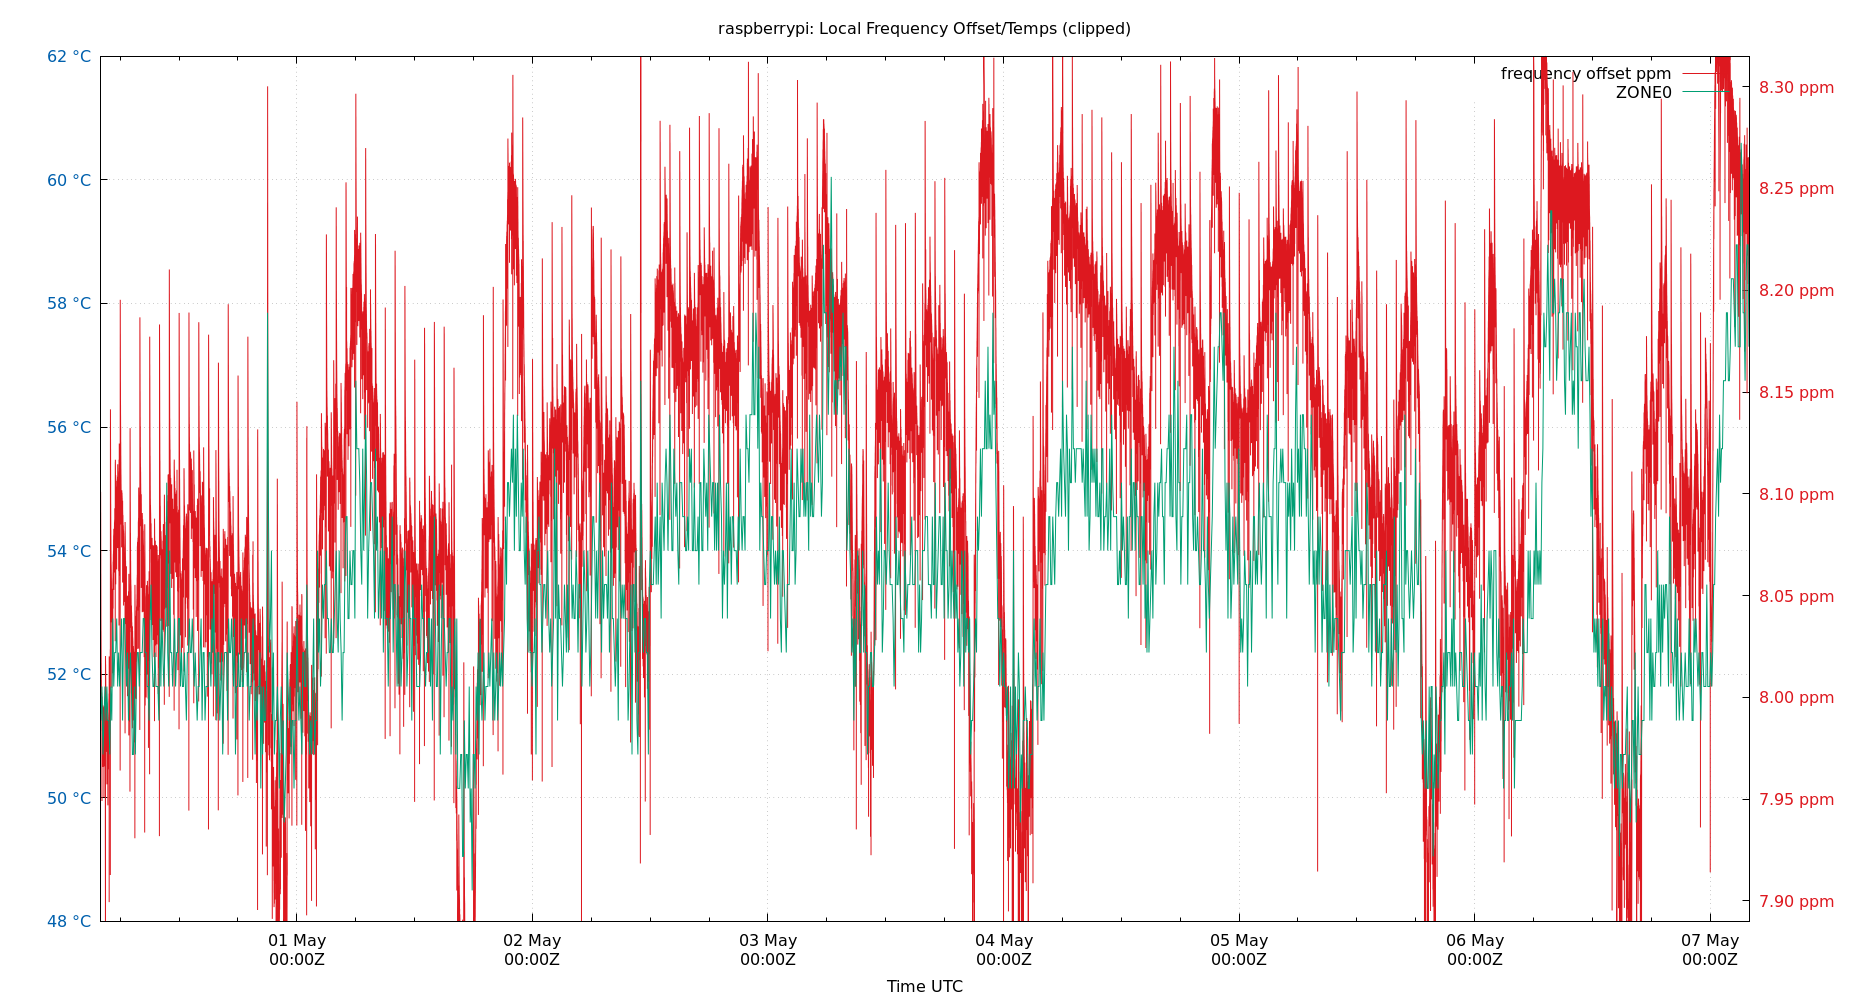 raspberrypi: Local Frequency Offset/Temps (clipped)
62 °C
60 °C
58 °C
56 °C
54 °C
52 °C
50 °C
48 °C
frequency offset ppm
ZONE0
8.30 ppm
8.25 ppm
8.20 ppm
8.15 ppm
8.10 ppm
8.05 ppm
8.00 ppm
7.95 ppm
7.90 ppm
01 May
00:00Z
02 May
00:00Z
03 May
00:00Z
04 May
00:00Z
05 May
00:00Z
06 May
00:00Z
07 May
00:00Z
Time UTC